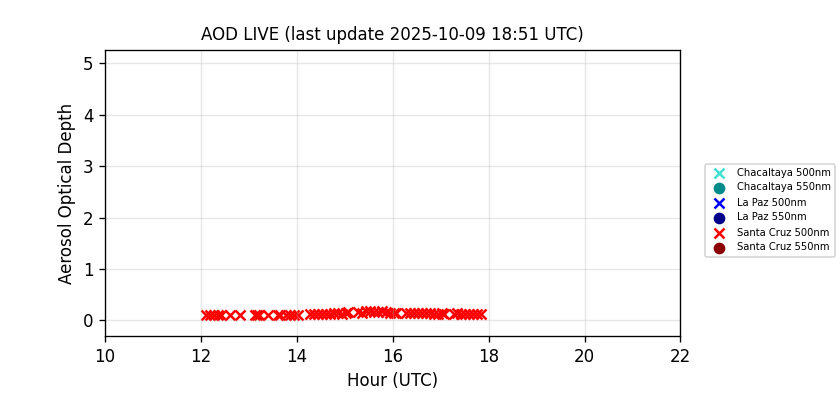 AOD LIVE (last update 2025-10-09 18:51 UTC)
Aerosol Optical Depth
5
4
3
2
1
0
10 12 14 16 18 20 22
Hour (UTC)
Chacaltaya 500nm
Chacaltaya 550nm
La Paz 500nm
La Paz 550nm
Santa Cruz 500nm
Santa Cruz 550nm